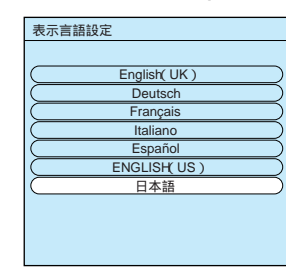 表示言語設定
English( UK )
Deutsch
Français
Italiano
Español
ENGLISH( US )
日本語